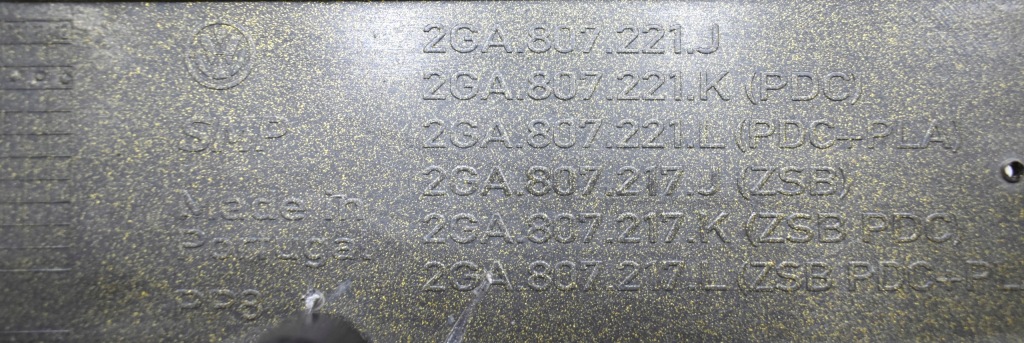 2GA.807.221.J
2GA.807.221.K (PDC)
SMP
2GA.807.221.L (PDC+PLA)
2GA.807.217.J (ZSB)
Made in
Portugal
2GA.807.217.K (ZSB PDC)
2GA.807.217.L (ZSB PDC+PL